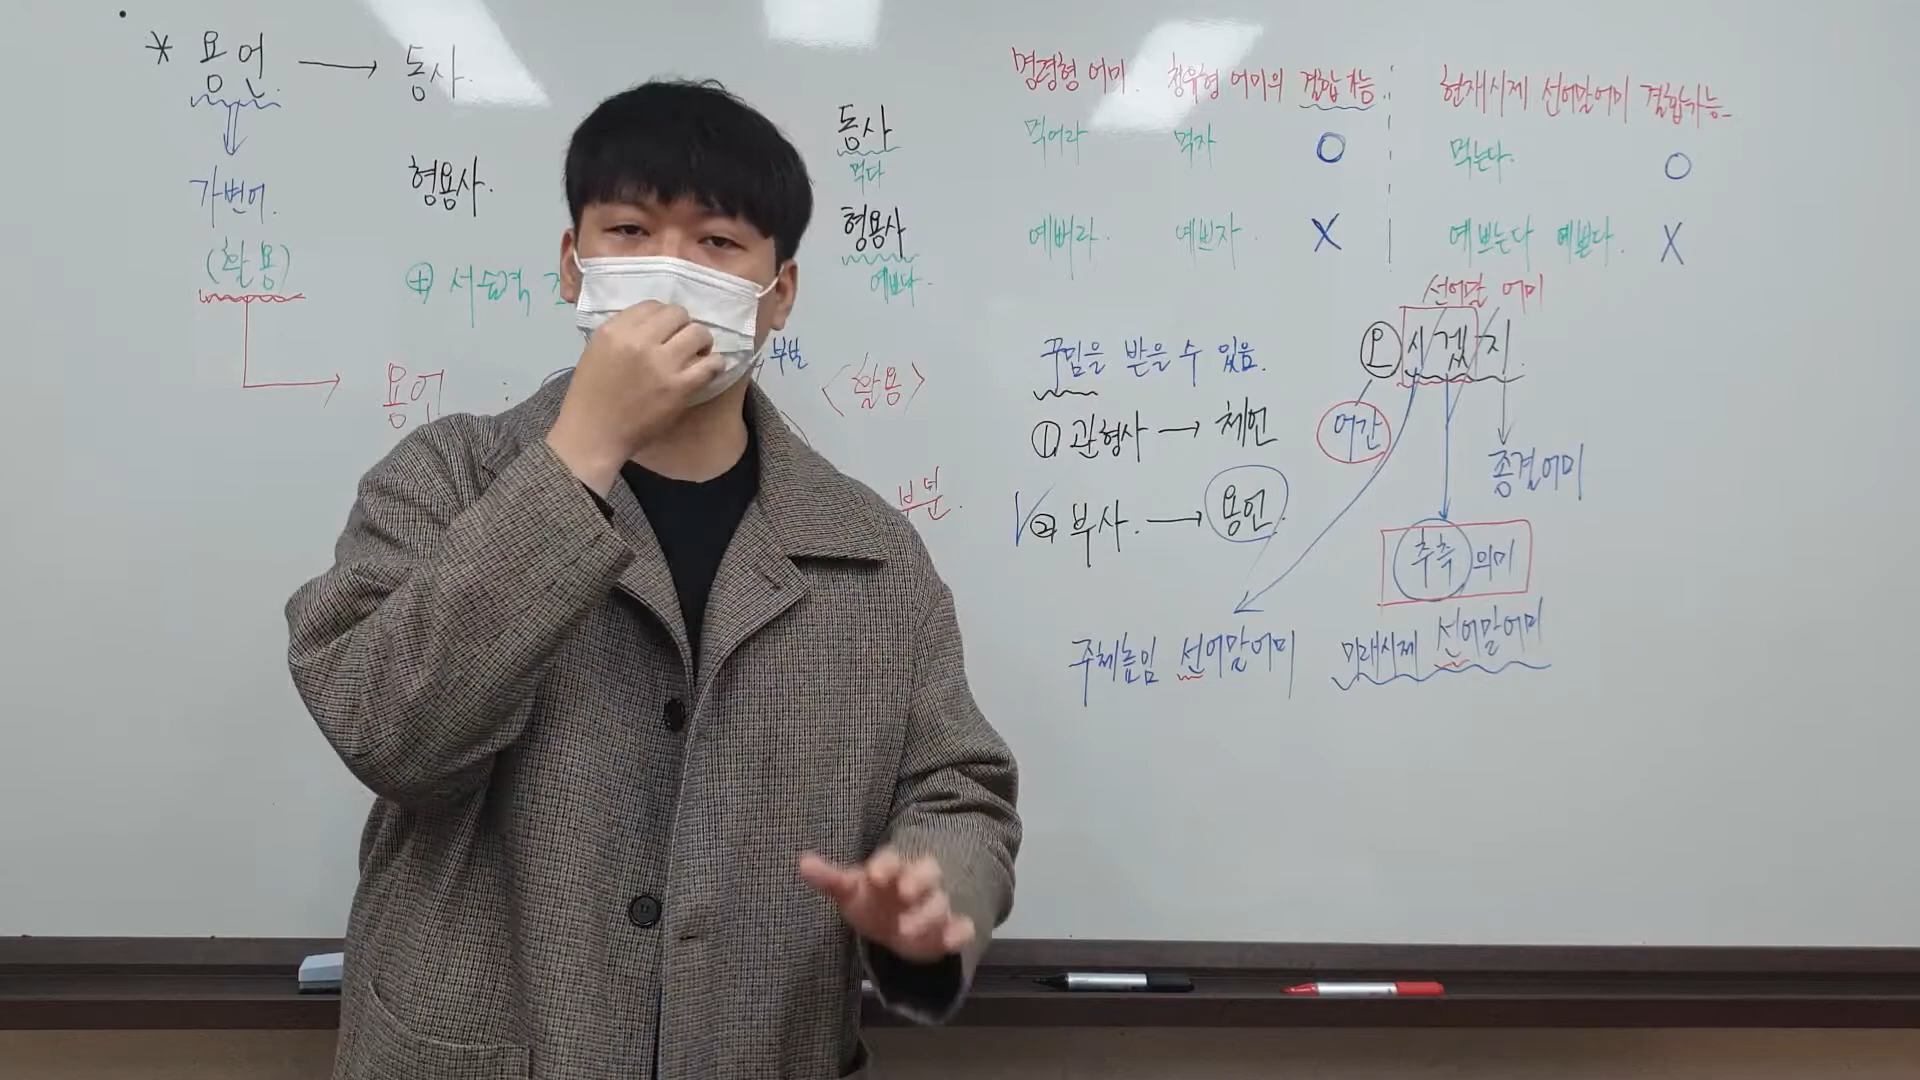 * 용언 → 동사.
가변어.
(활용)
형용사.
⊕ 서술격 조
용언 :
부분
<활용>
부분.
동사
먹다
형용사
예쁘다.
명령형 어미. 청유형 어미의 결합 가능.
먹어라 먹자 O
예뻐라. 예쁘자. X
현재시제 선어말어미 결합가능.
먹는다. O
예쁘는다 예쁜다. X
꾸밈을 받을 수 있음.
① 관형사 → 체언
② 부사. → 용언.
선어말 어미
오시겠지.
어간
종결어미
추측 의미
주체높임 선어말어미
미래시제 선어말어미